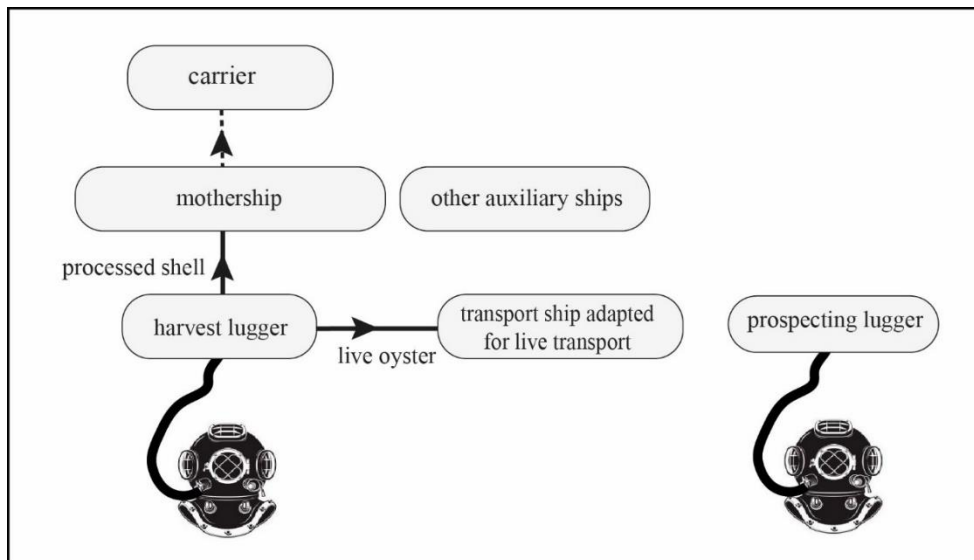 carrier
mothership
other auxiliary ships
processed shell
harvest lugger
live oyster
transport ship adapted
for live transport
prospecting lugger